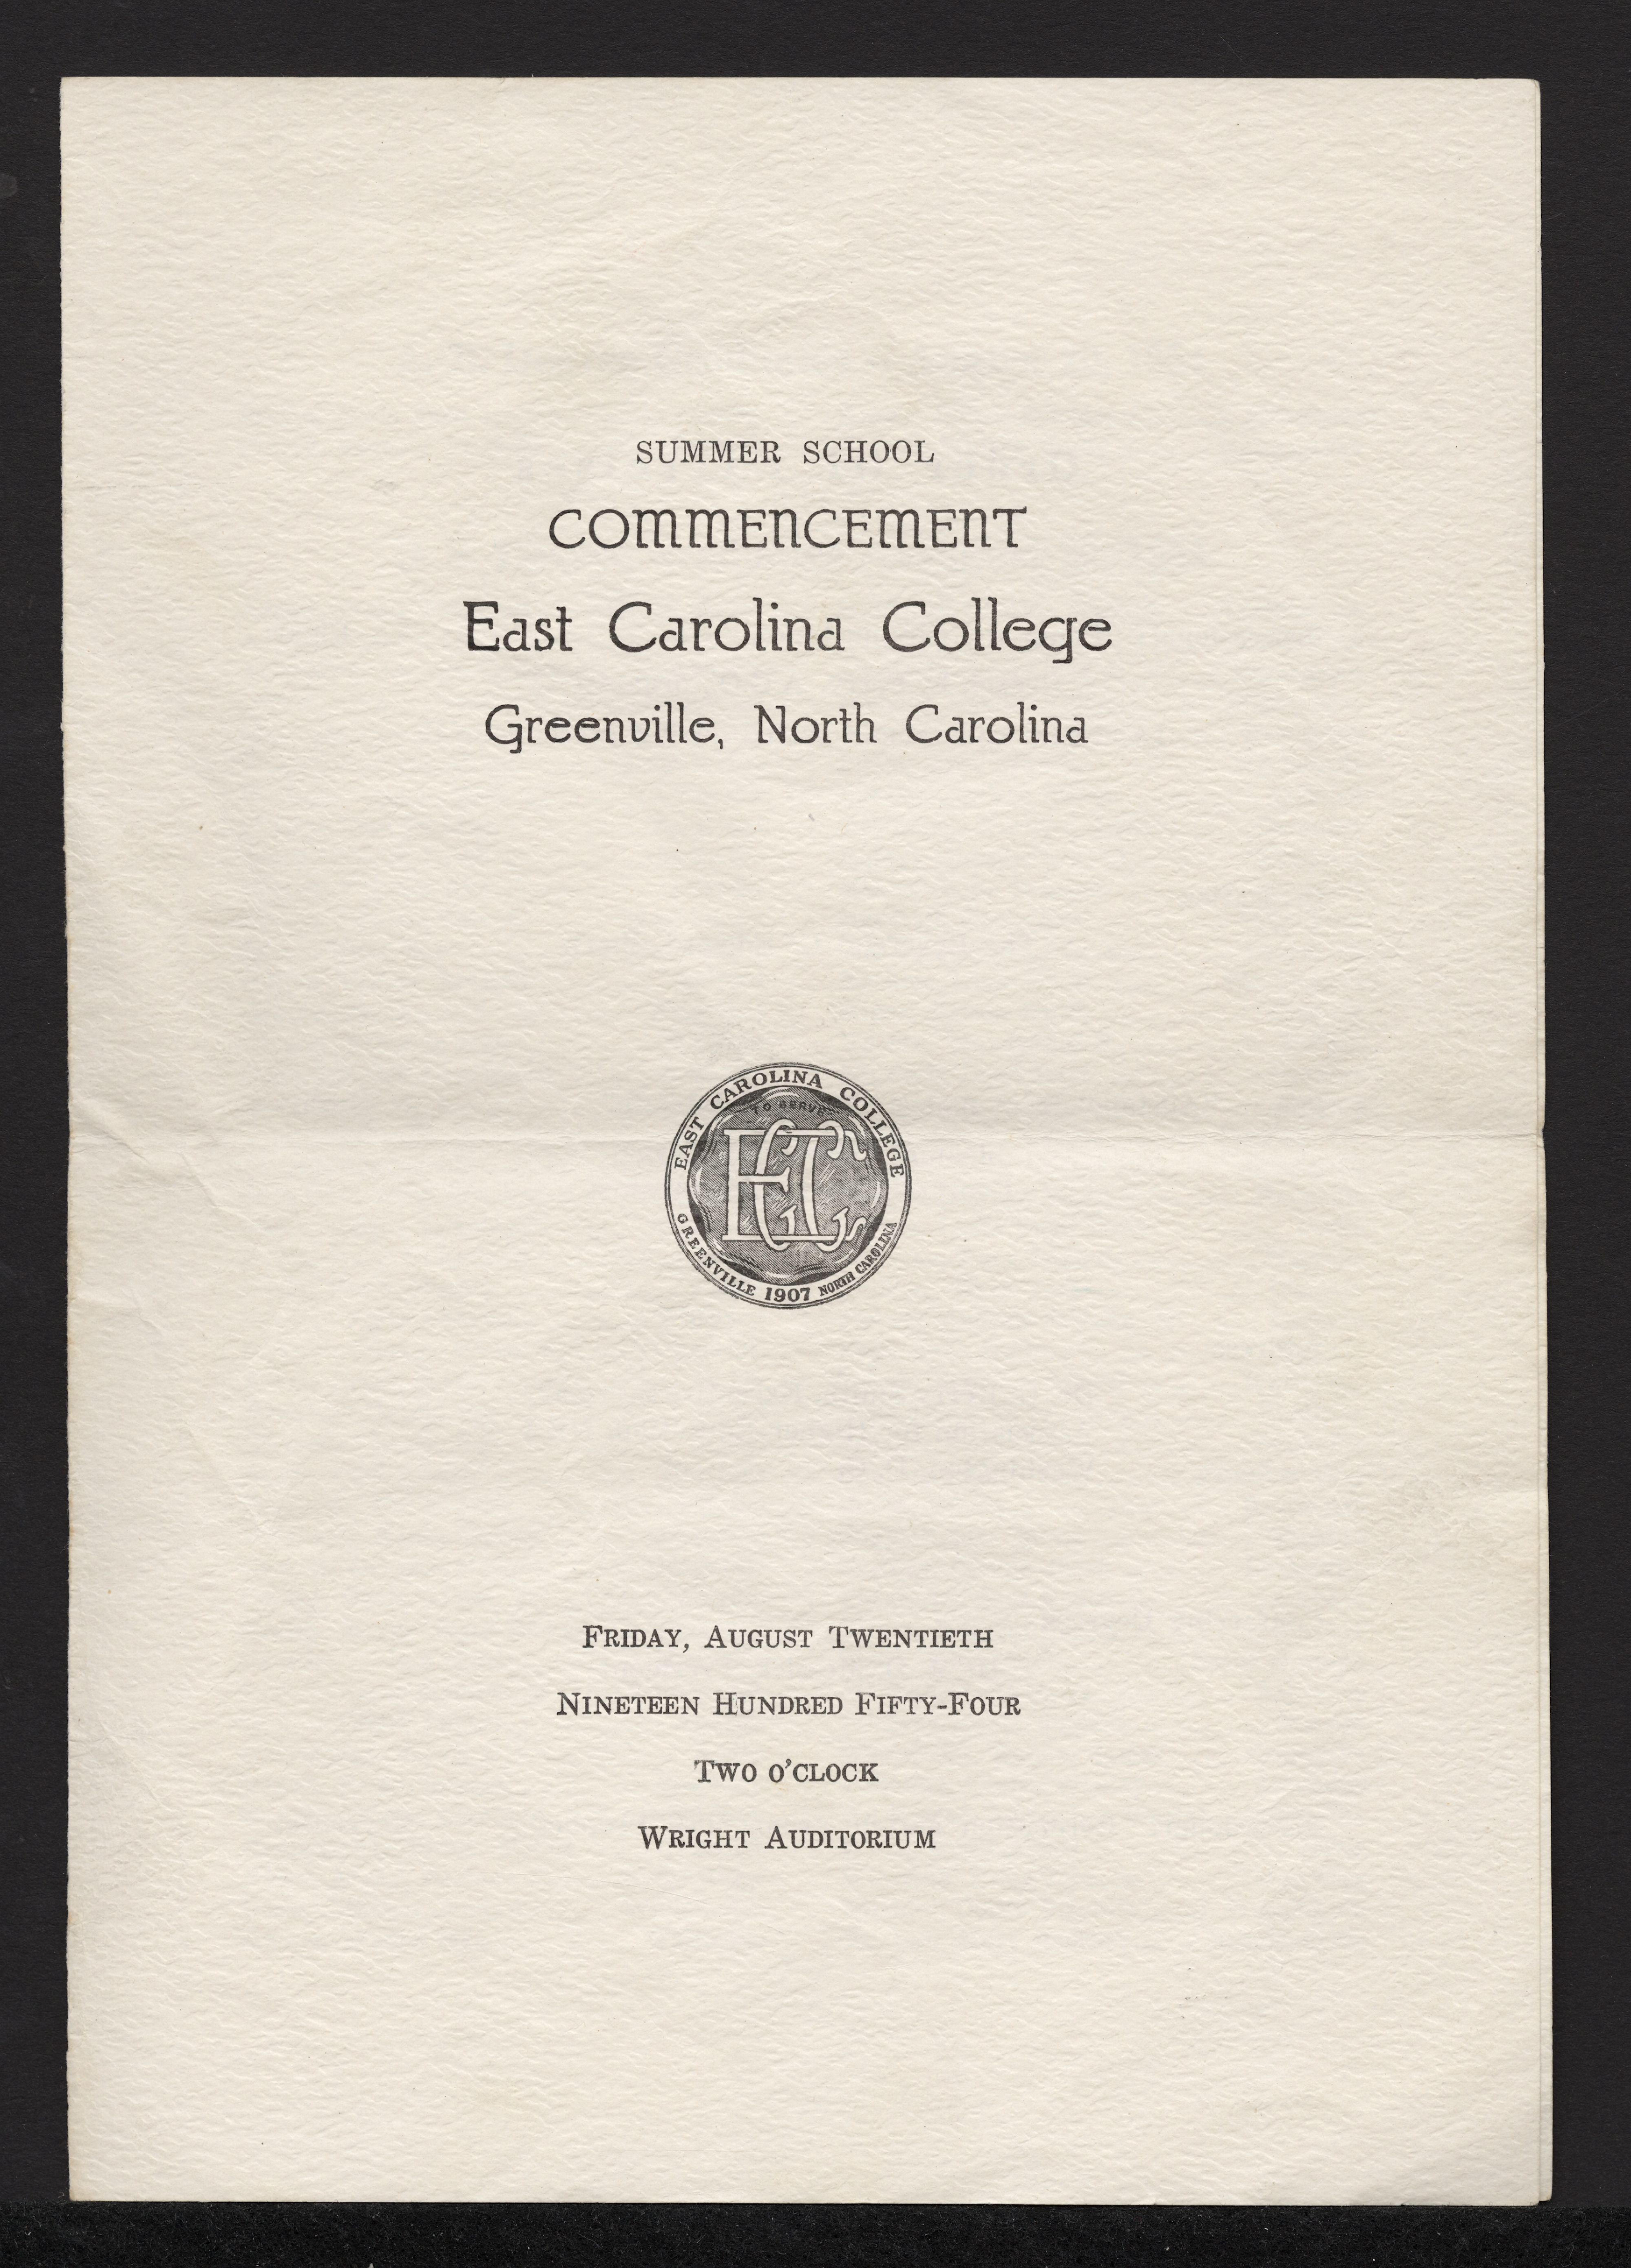 SUMMER SCHOOL
COMMENCEMENT
East Carolina College
Greenville, North Carolina
EAST CAROLINA COLLEGE
TO SERVE
ECTC
GREENVILLE 1907 NORTH CAROLINA
FRIDAY, AUGUST TWENTIETH
NINETEEN HUNDRED FIFTY-FOUR
TWO O'CLOCK
WRIGHT AUDITORIUM